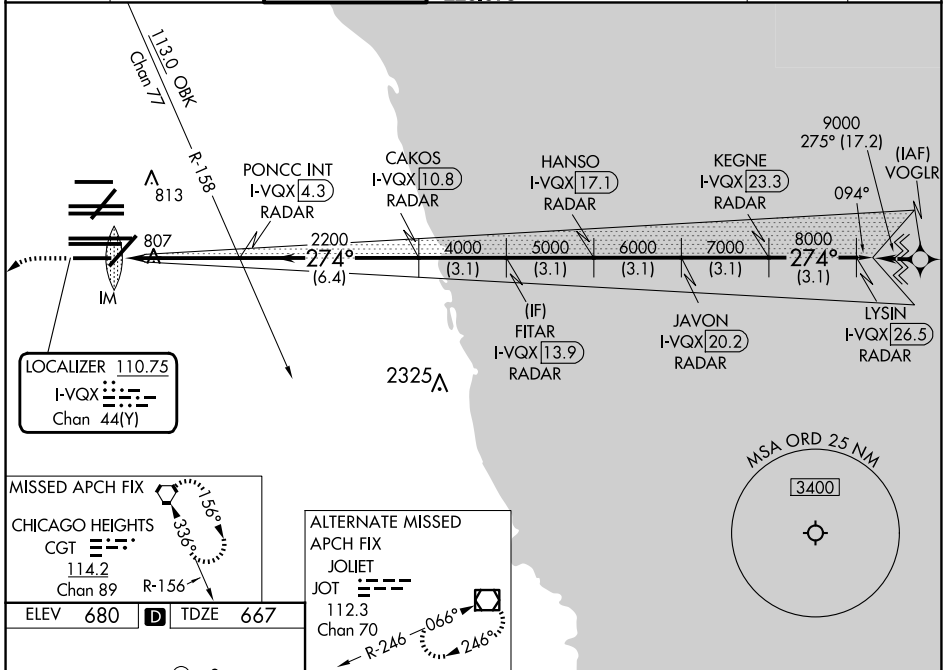 113.0 OBK
Chan 77
R-158
813
807
IM
PONCC INT
I-VQX 4.3
RADAR
CAKOS
I-VQX 10.8
RADAR
HANSO
I-VQX 17.1
RADAR
KEGNE
I-VQX 23.3
RADAR
9000
275° (17.2)
094°
(IAF)
VOGLR
2200
274°
(6.4)
4000
(3.1)
5000
(3.1)
6000
(3.1)
7000
(3.1)
8000
274°
(3.1)
(IF)
FITAR
I-VQX 13.9
RADAR
JAVON
I-VQX 20.2
RADAR
LYSIN
I-VQX 26.5
RADAR
LOCALIZER 110.75
I-VQX
Chan 44(Y)
2325
MSA ORD 25 NM
3400
MISSED APCH FIX
CHICAGO HEIGHTS
CGT
114.2
Chan 89
R-156
336°
156°
ALTERNATE MISSED
APCH FIX
JOLIET
JOT
112.3
Chan 70
R-246
066°
246°
ELEV 680 D TDZE 667